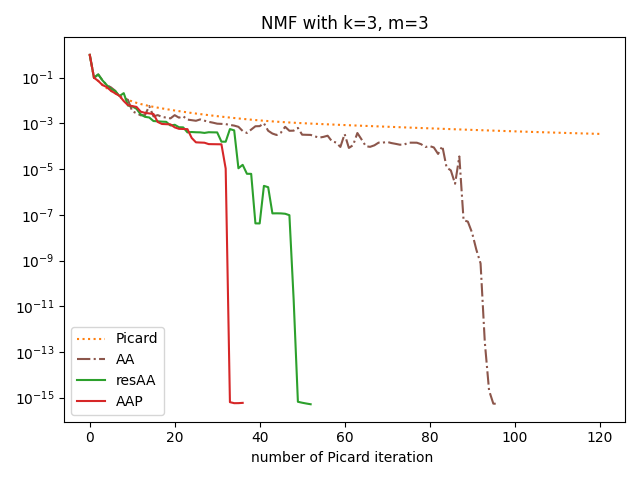 NMF with k=3, m=3
10⁻¹
10⁻³
10⁻⁵
10⁻⁷
10⁻⁹
10⁻¹¹
10⁻¹³
10⁻¹⁵
Picard
AA
resAA
AAP
0 20 40 60 80 100 120
number of Picard iteration